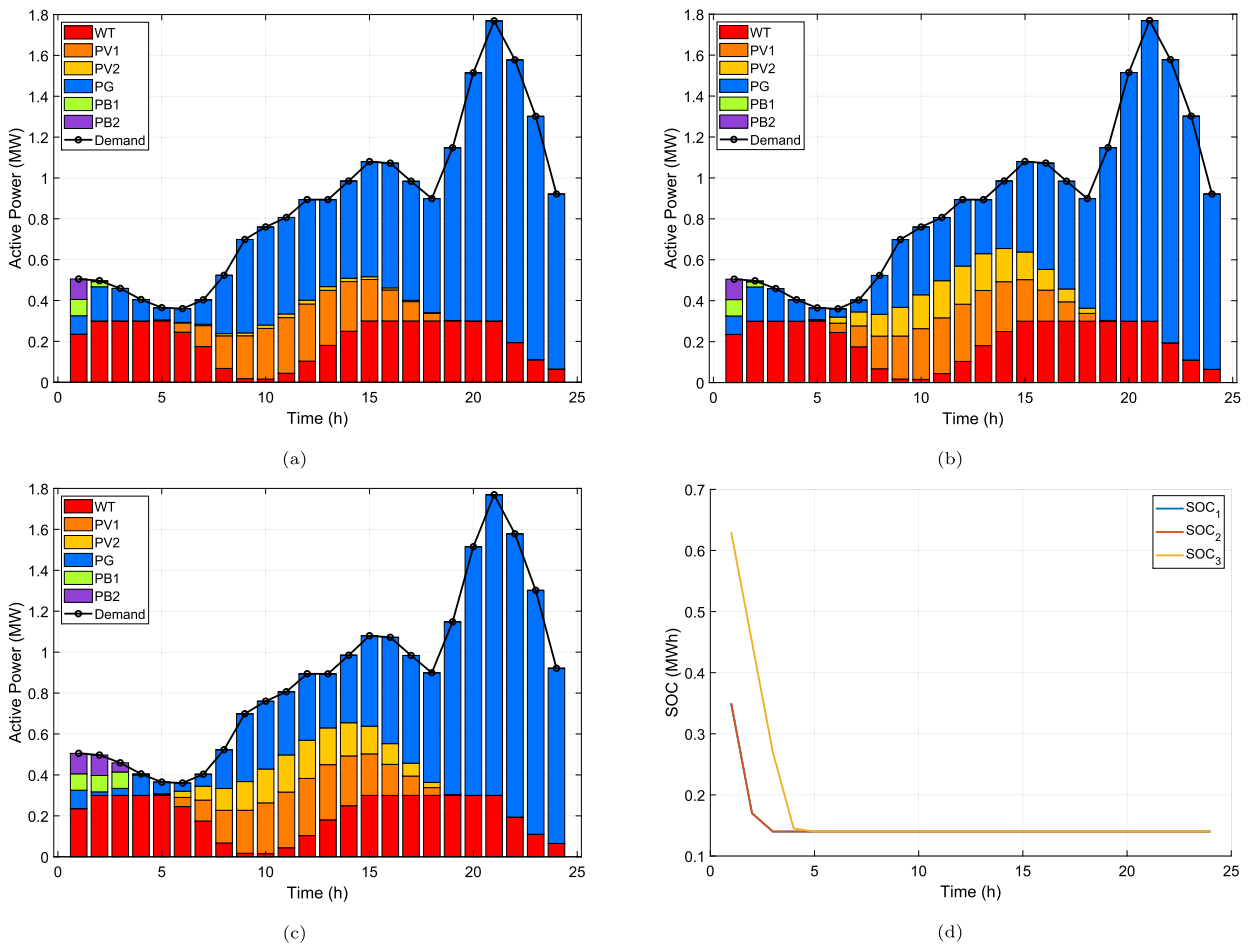 1.8
1.6
1.4
1.2
1
0.8
0.6
0.4
0.2
0
Active Power (MW)
WT
PV1
PV2
PG
PB1
PB2
Demand
0 5 10 15 20 25
Time (h)
(a)
1.8
1.6
1.4
1.2
1
0.8
0.6
0.4
0.2
0
Active Power (MW)
WT
PV1
PV2
PG
PB1
PB2
Demand
0 5 10 15 20 25
Time (h)
(b)
1.8
1.6
1.4
1.2
1
0.8
0.6
0.4
0.2
0
Active Power (MW)
WT
PV1
PV2
PG
PB1
PB2
Demand
0 5 10 15 20 25
Time (h)
(c)
0.7
0.6
0.5
0.4
0.3
0.2
0.1
SOC (MWh)
SOC1
SOC2
SOC3
0 5 10 15 20 25
Time (h)
(d)